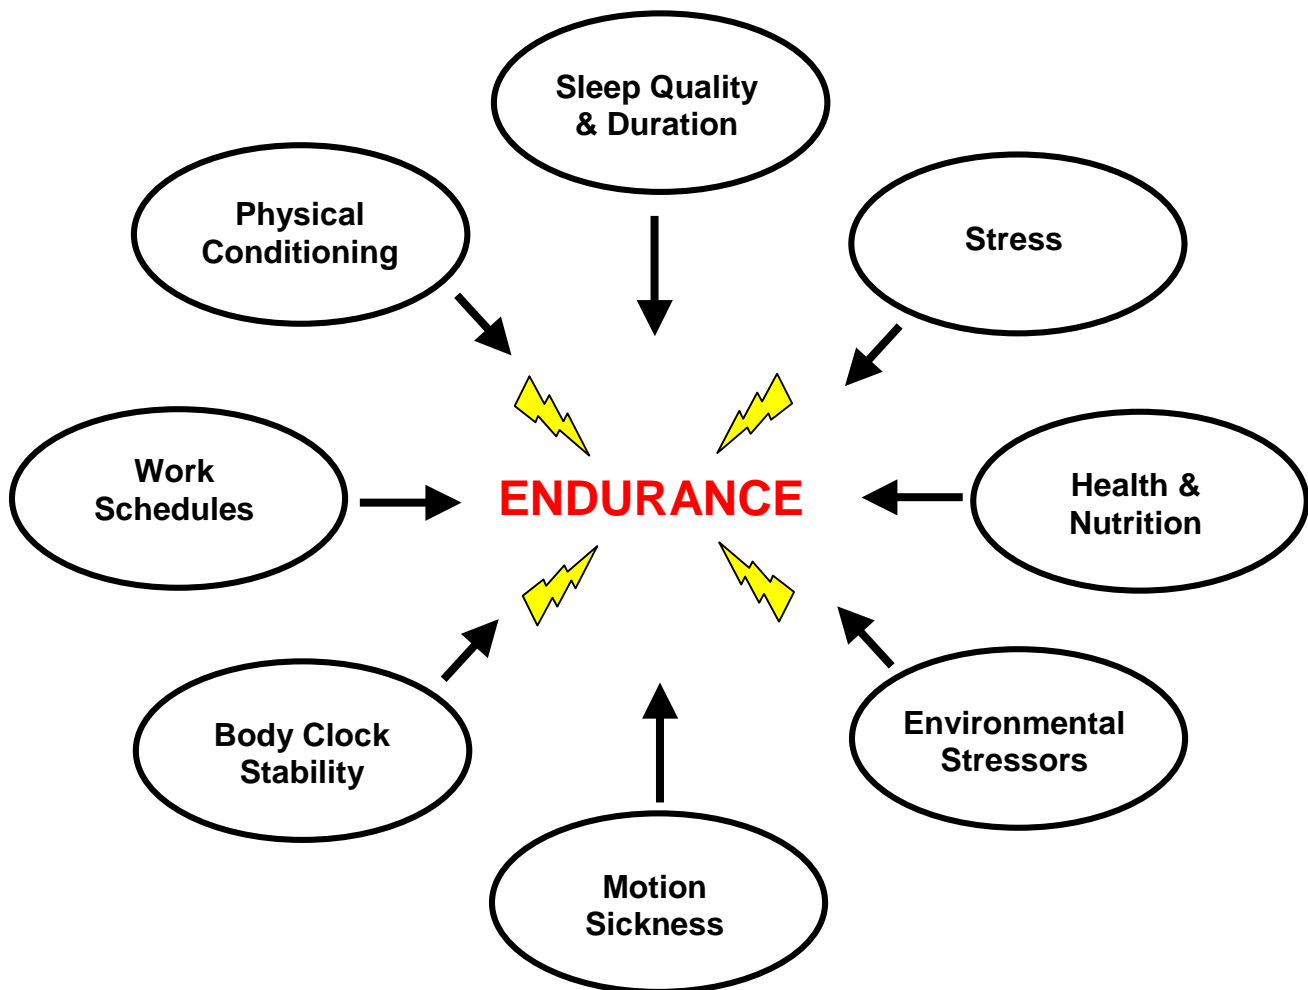 Sleep Quality
& Duration
Physical
Conditioning
Stress
Work
Schedules
ENDURANCE
Health &
Nutrition
Body Clock
Stability
Environmental
Stressors
Motion
Sickness